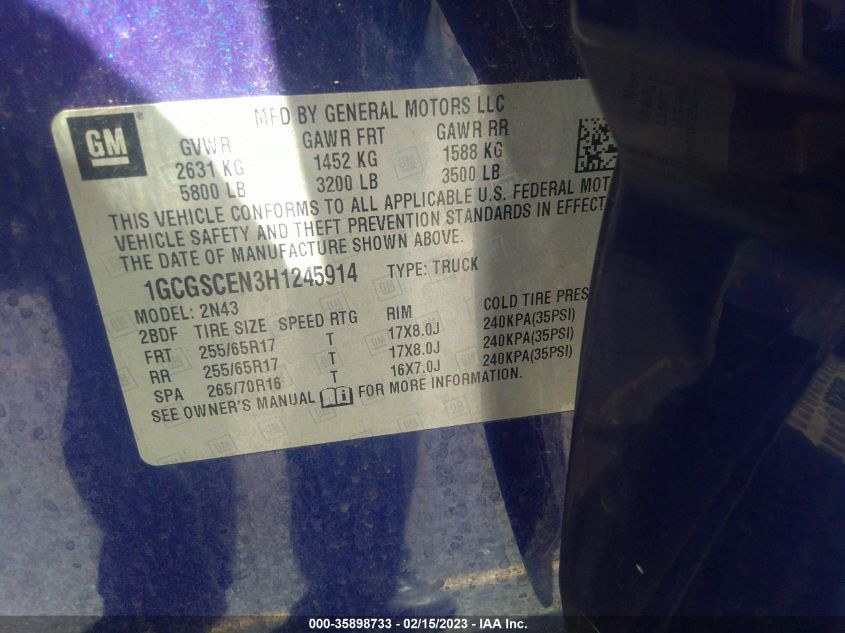 GM
MFD BY GENERAL MOTORS LLC
GVWR GAWR FRT GAWR RR
2631 KG 1452 KG 1588 KG
5800 LB 3200 LB 3500 LB
THIS VEHICLE CONFORMS TO ALL APPLICABLE U.S. FEDERAL MOT
VEHICLE SAFETY AND THEFT PREVENTION STANDARDS IN EFFECT
THE DATE OF MANUFACTURE SHOWN ABOVE.
1GCGSCEN3H1245914 TYPE: TRUCK
MODEL: 2N43
2BDF TIRE SIZE SPEED RTG RIM COLD TIRE PRES
FRT 255/65R17 T 17X8.0J 240KPA(35PSI)
RR 255/65R17 T 17X8.0J 240KPA(35PSI)
SPA 265/70R16 T 16X7.0J 240KPA(35PSI)
SEE OWNER'S MANUAL FOR MORE INFORMATION.
000-35898733 - 02/15/2023 - IAA Inc.